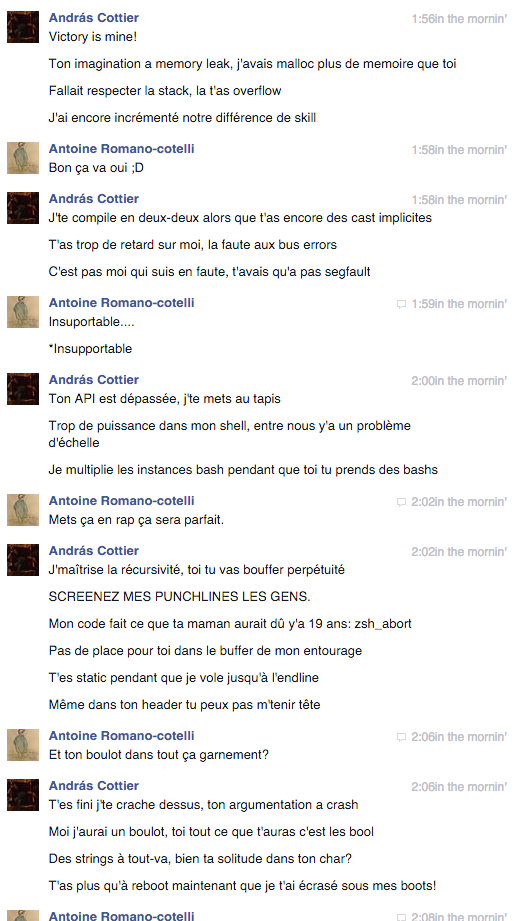 András Cottier 1:56in the mornin'
Victory is mine!
Ton imagination a memory leak, j'avais malloc plus de memoire que toi
Fallait respecter la stack, la t'as overflow
J'ai encore incrémenté notre différence de skill
Antoine Romano-cotelli 1:58in the mornin'
Bon ça va oui ;D
András Cottier 1:58in the mornin'
J'te compile en deux-deux alors que t'as encore des cast implicites
T'as trop de retard sur moi, la faute aux bus errors
C'est pas moi qui suis en faute, t'avais qu'a pas segfault
Antoine Romano-cotelli 1:59in the mornin'
Insuportable....
*Insupportable
András Cottier 2:00in the mornin'
Ton API est dépassée, j'te mets au tapis
Trop de puissance dans mon shell, entre nous y'a un problème
d'échelle
Je multiplie les instances bash pendant que toi tu prends des bashs
Antoine Romano-cotelli 2:02in the mornin'
Mets ça en rap ça sera parfait.
András Cottier 2:02in the mornin'
J'maîtrise la récursivité, toi tu vas bouffer perpétuité
SCREENEZ MES PUNCHLINES LES GENS.
Mon code fait ce que ta maman aurait dû y'a 19 ans: zsh_abort
Pas de place pour toi dans le buffer de mon entourage
T'es static pendant que je vole jusqu'à l'endline
Même dans ton header tu peux pas m'tenir tête
Antoine Romano-cotelli 2:06in the mornin'
Et ton boulot dans tout ça garnement?
András Cottier 2:06in the mornin'
T'es fini j'te crache dessus, ton argumentation a crash
Moi j'aurai un boulot, toi tout ce que t'auras c'est les bool
Des strings à tout-va, bien ta solitude dans ton char?
T'as plus qu'à reboot maintenant que je t'ai écrasé sous mes boots!
Antoine Romano-cotelli 2:08in the mornin'